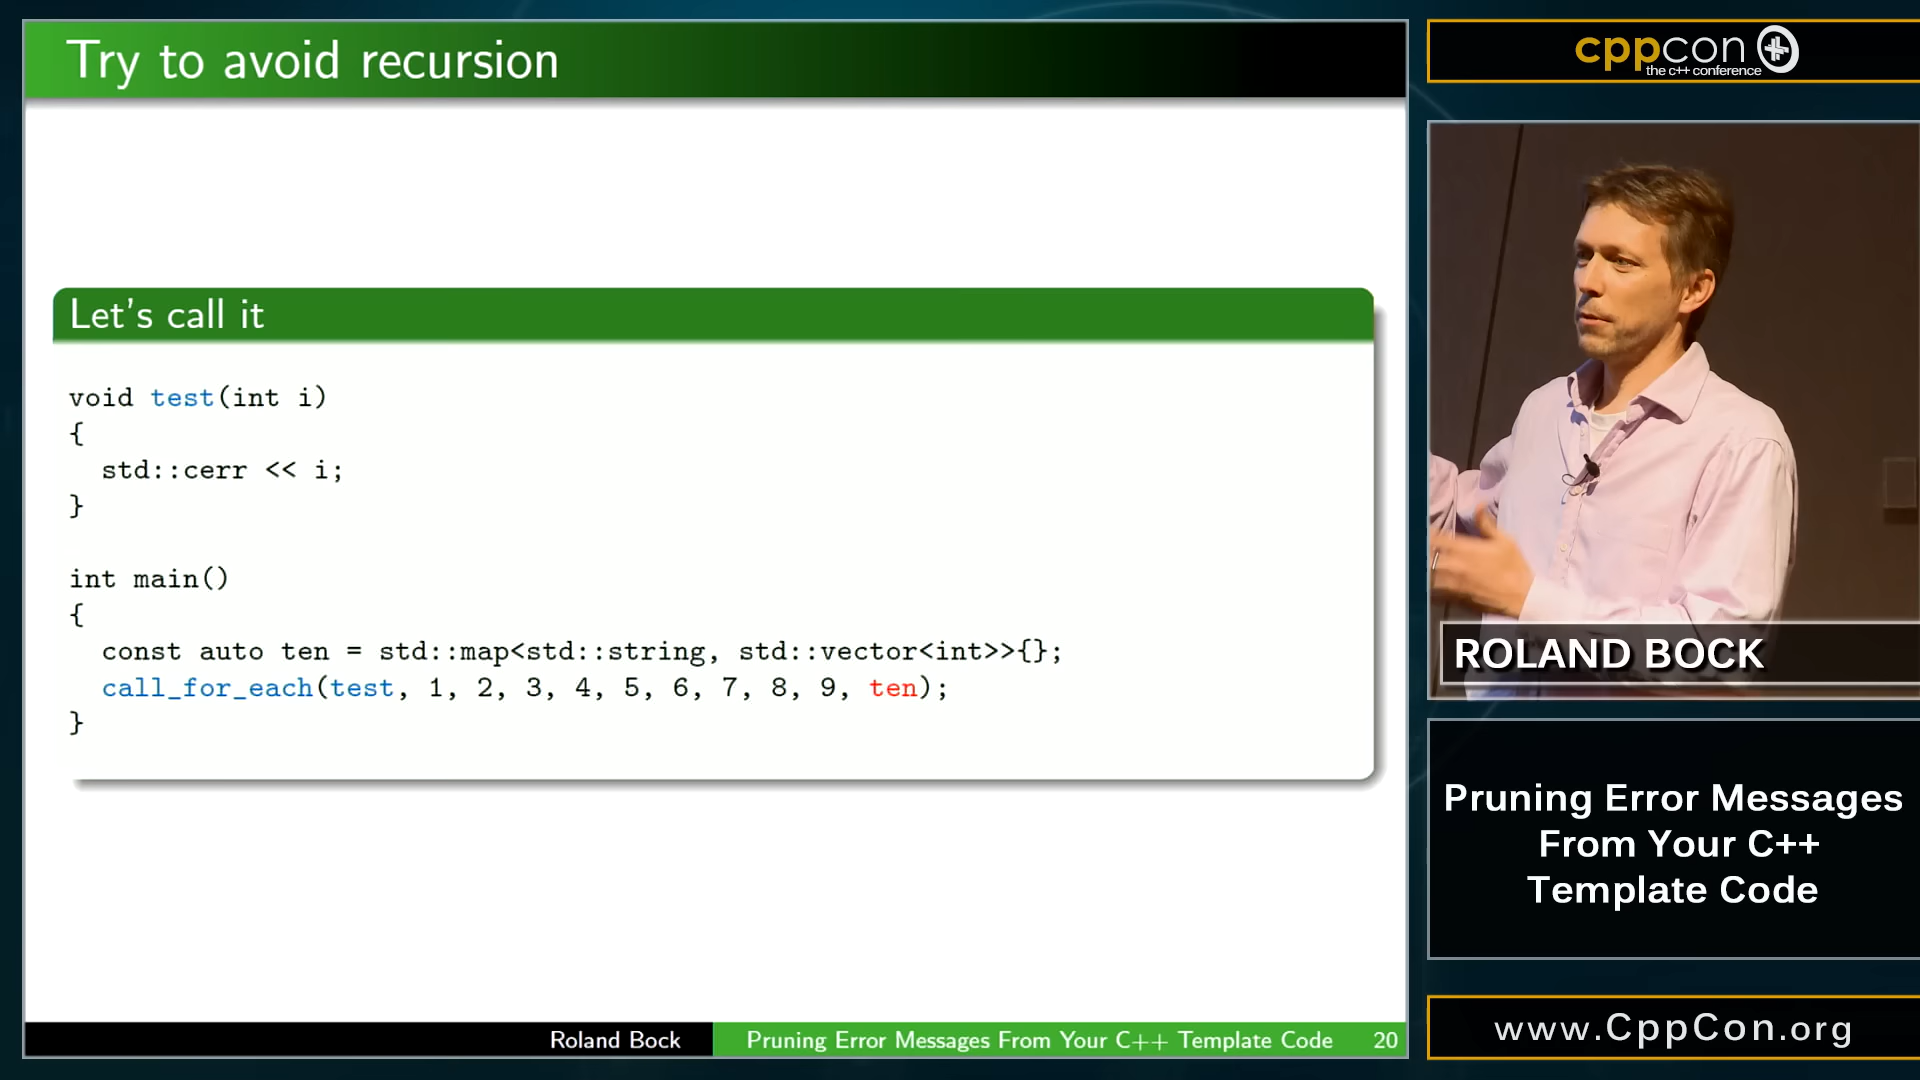 Try to avoid recursion
Let's call it
void test(int i)
{
std::cerr << i;
}
int main()
{
const auto ten = std::map<std::string, std::vector<int>>{};
call_for_each(test, 1, 2, 3, 4, 5, 6, 7, 8, 9, ten);
}
Roland Bock
Pruning Error Messages From Your C++ Template Code
20
cppcon
the c++ conference
ROLAND BOCK
Pruning Error Messages
From Your C++
Template Code
www.CppCon.org